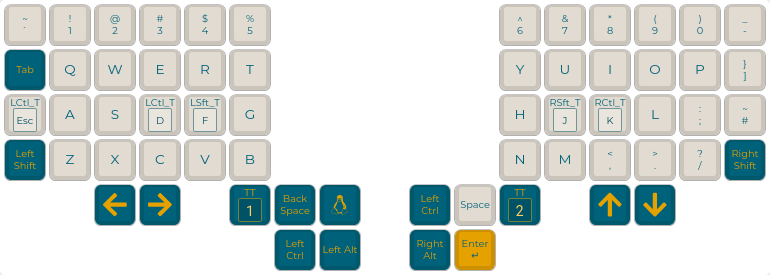 ~ ! @ # $ % ^ & * ( ) _
` 1 2 3 4 5 6 7 8 9 0 -
Tab Q W E R T Y U I O P }
]
LCtl_T LCtl_T LSft_T RSft_T RCtl_T : ~
Esc A S D F G H J K L ; #
Left Shift Z X C V B N M < , > . ? / Right Shift
← → TT 1 Back Space Left Ctrl Space TT 2 ↑ ↓
Left Ctrl Left Alt Right Alt Enter ↵